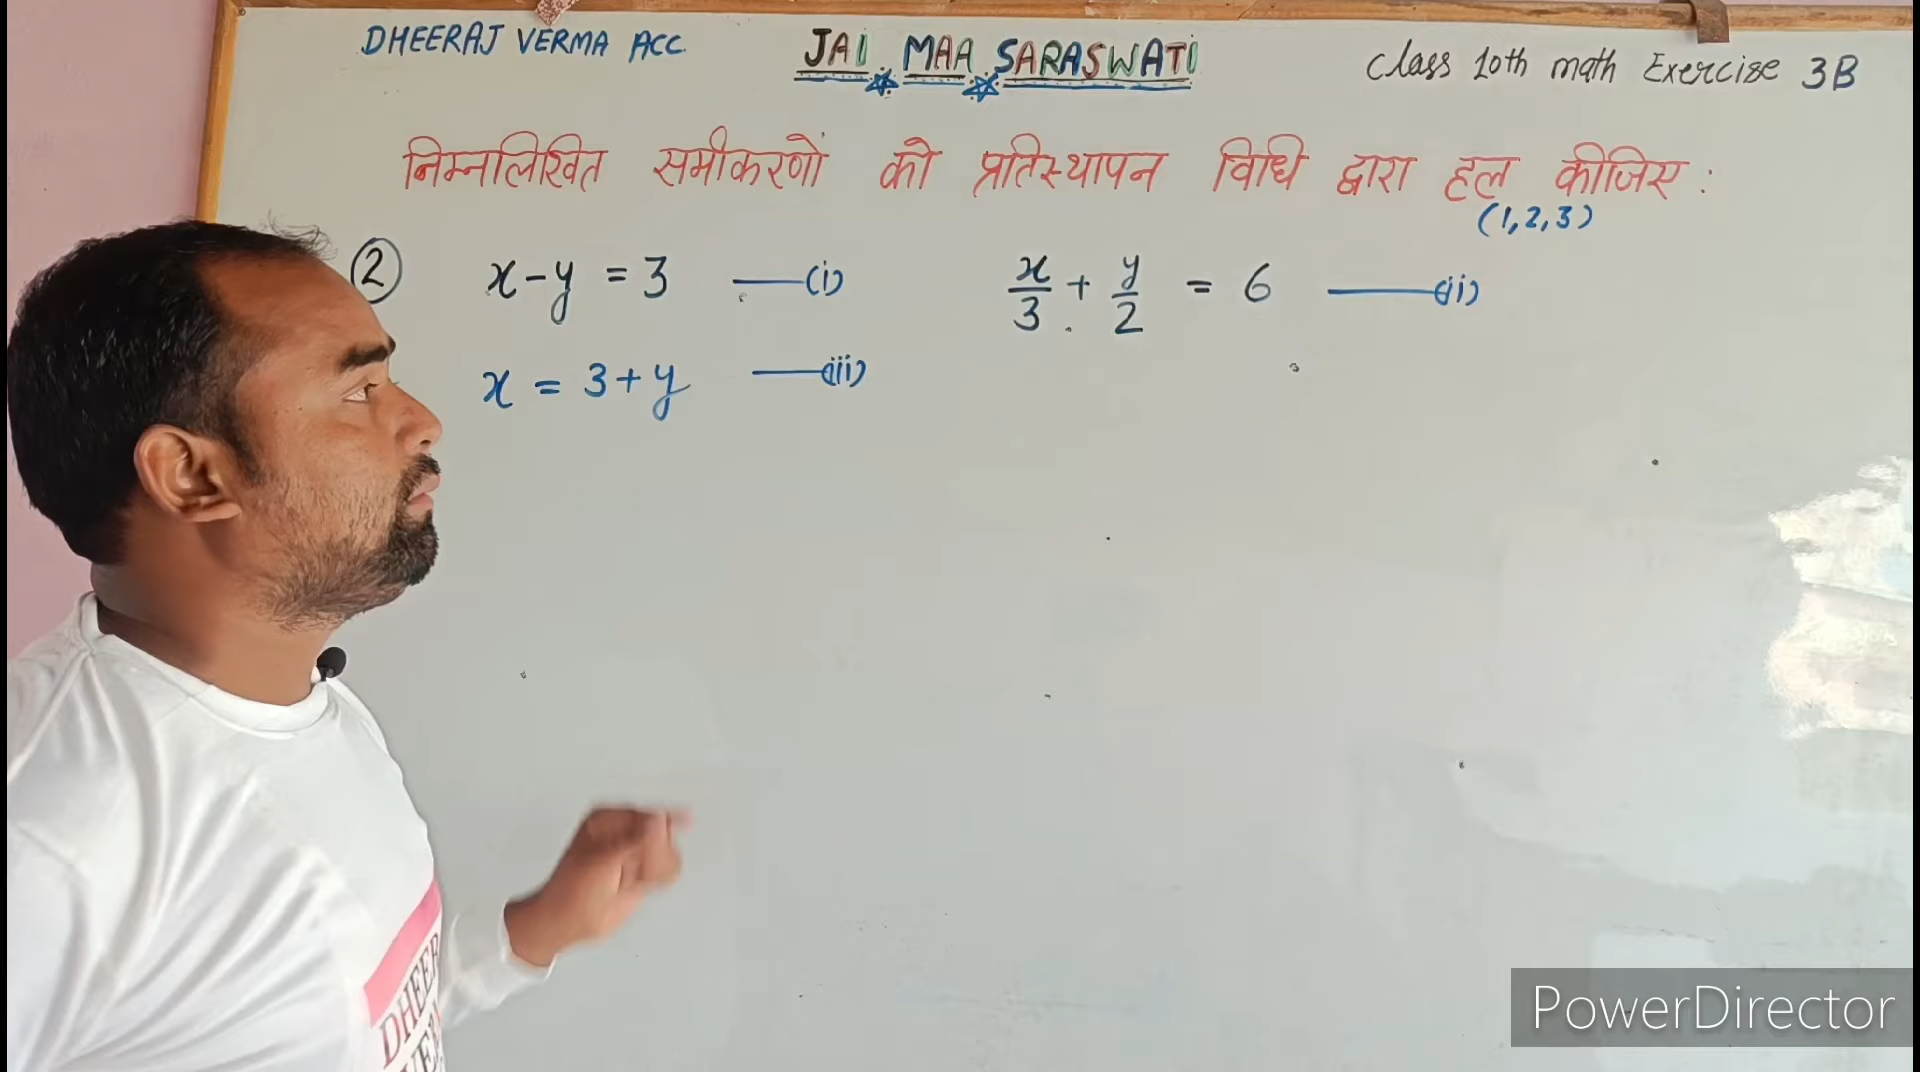 DHEERAJ VERMA ACC.
JAI MAA SARASWATI
Class 10th math Exercise 3B
निम्नलिखित समीकरणों को प्रतिस्थापन विधि द्वारा हल कीजिए :
(1, 2, 3)
2 x - y = 3 —(i) x/3 + y/2 = 6 —(ii)
x = 3 + y —(iii)
DHEER
PowerDirector